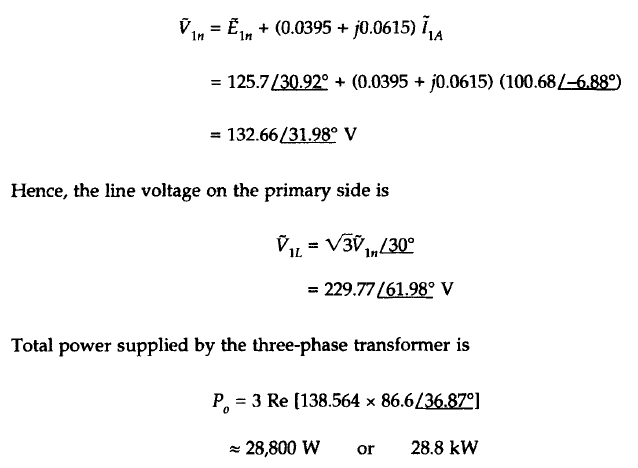 Ṽ₁ₙ = Ẽ₁ₙ + (0.0395 + j0.0615) Ĩ₁A
= 125.7/30.92° + (0.0395 + j0.0615) (100.68/–6.88°)
= 132.66/31.98° V
Hence, the line voltage on the primary side is
Ṽ₁L = √3Ṽ₁ₙ/30°
= 229.77/61.98° V
Total power supplied by the three-phase transformer is
Pₒ = 3 Re [138.564 × 86.6/36.87°]
≈ 28,800 W or 28.8 kW